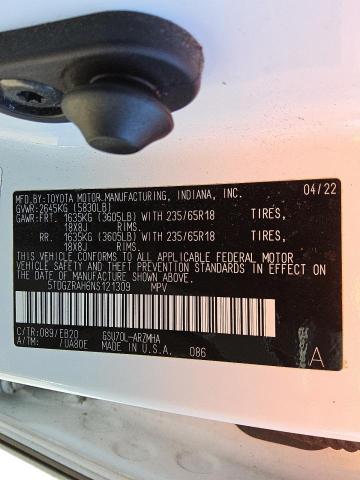 MFD.BY:TOYOTA MOTOR MANUFACTURING, INDIANA, INC. 04/22
GVWR:2645KG (5830LB)
GAWR:FRT. 1635KG (3605LB) WITH 235/65R18 TIRES,
18X8J RIMS.
RR. 1635KG (3605LB) WITH 235/65R18 TIRES,
18X8J RIMS.
THIS VEHICLE CONFORMS TO ALL APPLICABLE FEDERAL MOTOR
VEHICLE SAFETY AND THEFT PREVENTION STANDARDS IN
EFFECT ON THE DATE OF MANUFACTURE SHOWN ABOVE.
5TDGZRAH6NS121309 MPV
C/TR:089/EB20 GSU70L-ARZMHA
A/TM: /UA80E MADE IN U.S.A. 086 A